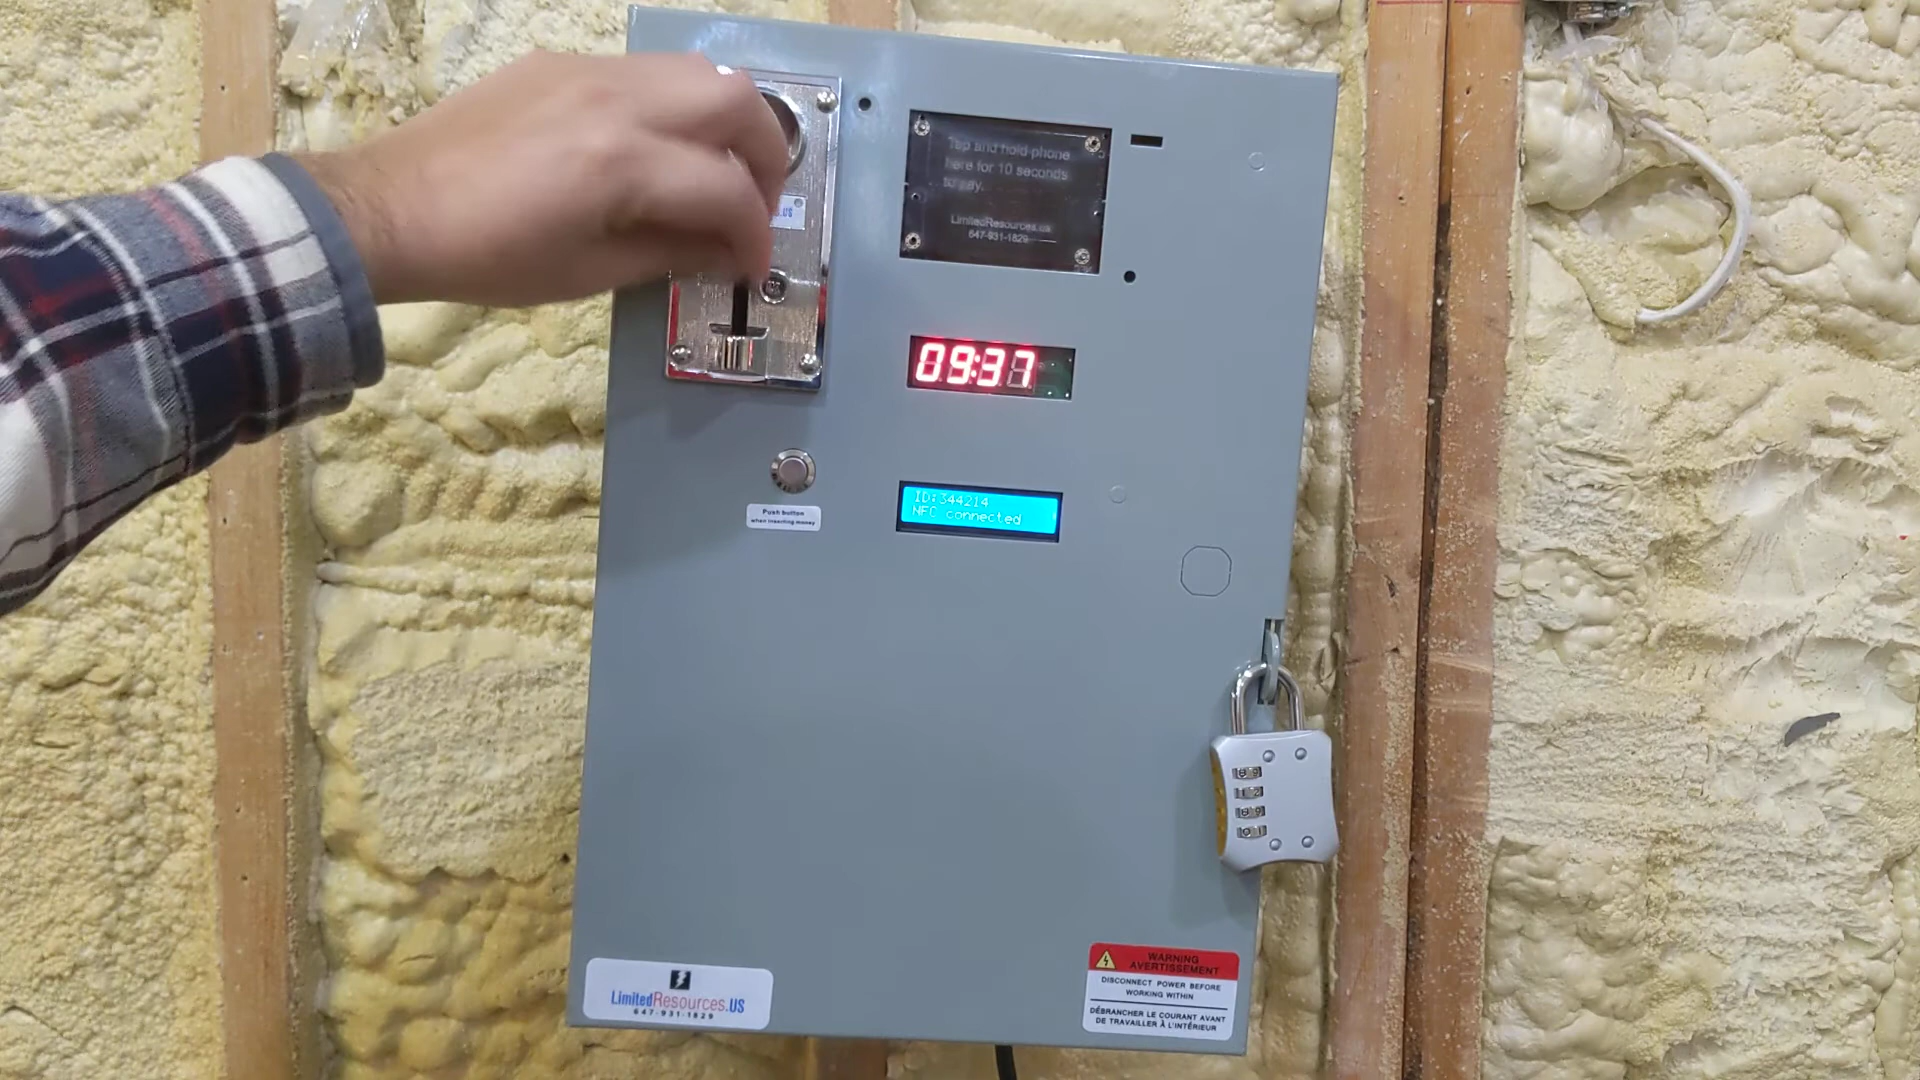 Tap and hold phone
here for 10 seconds
to pay.
LimitedResources.us
647-931-1829
.US
09:37
ID:344214
NFC connected
Push button
when inserting money
LimitedResources.US
647-931-1829
WARNING
AVERTISSEMENT
DISCONNECT POWER BEFORE
WORKING WITHIN
DÉBRANCHER LE COURANT AVANT
DE TRAVAILLER À L'INTÉRIEUR